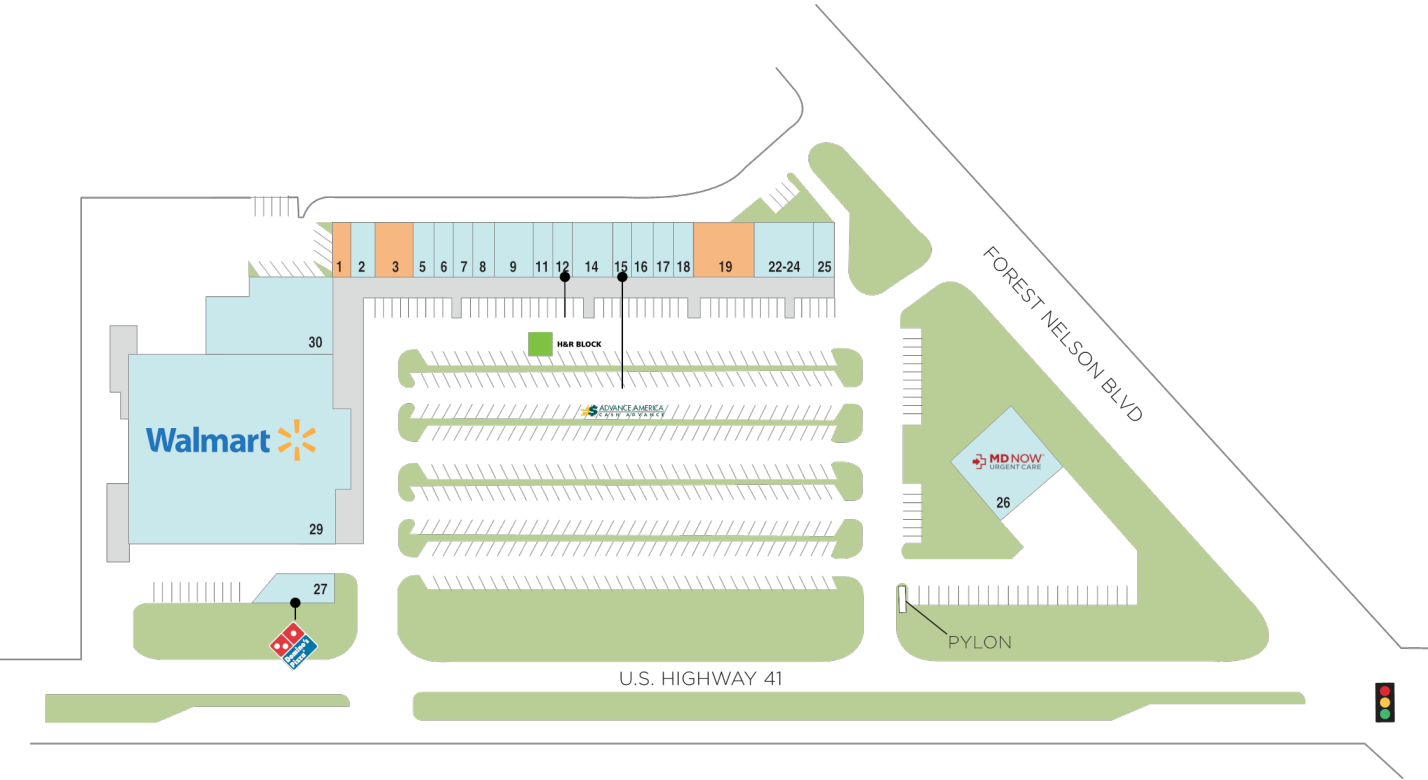 FOREST NELSON BLVD
1 2 3 5 6 7 8 9 11 12 14 15 16 17 18 19 22-24 25
30
H&R BLOCK
ADVANCE AMERICA
CASH ADVANCE
Walmart
MD NOW
URGENT CARE
26
29
27
Domino's
Pizza
PYLON
U.S. HIGHWAY 41